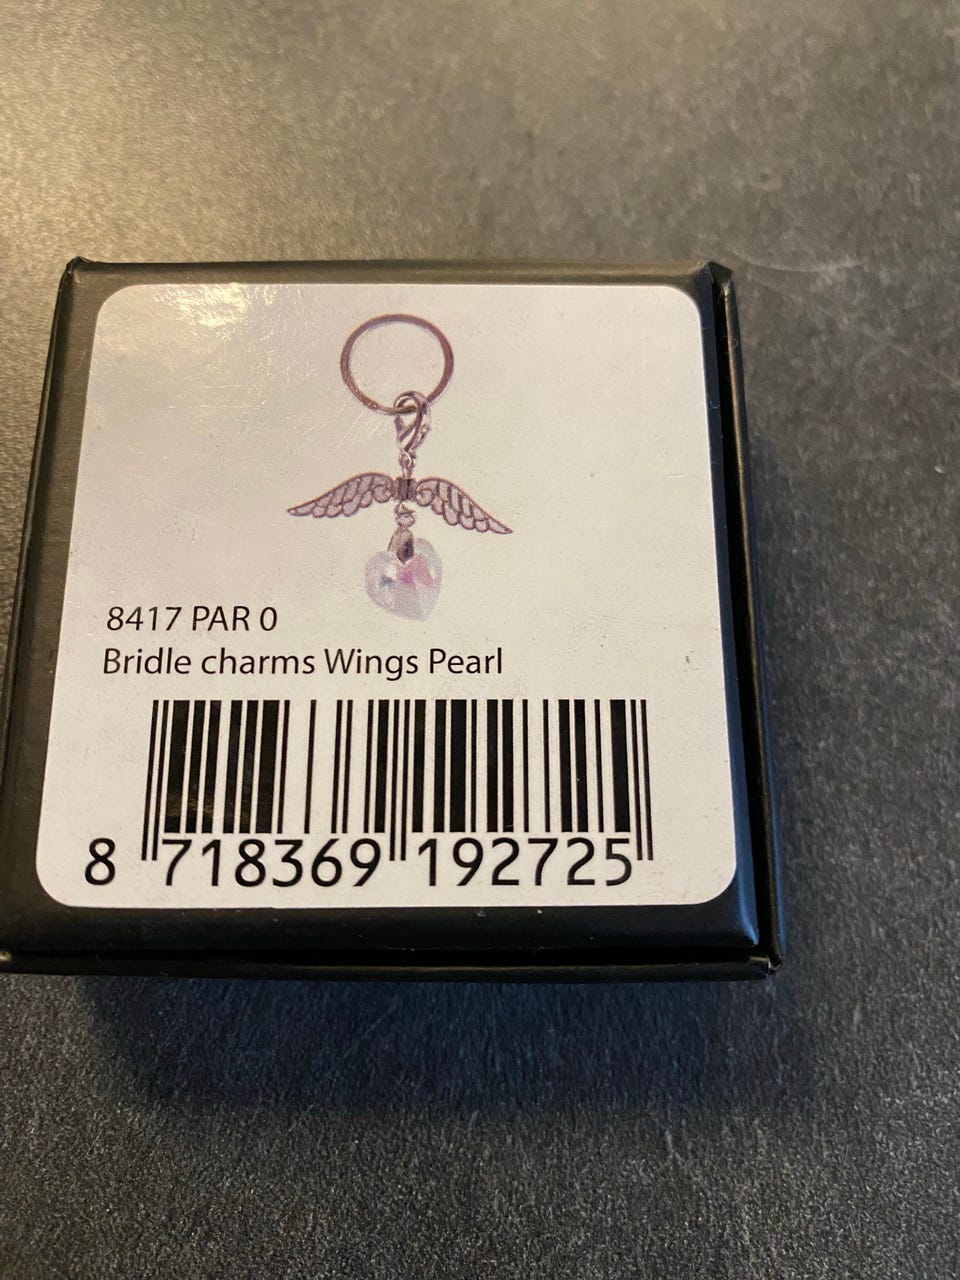 8417 PAR 0
Bridle charms Wings Pearl
8 718369 192725